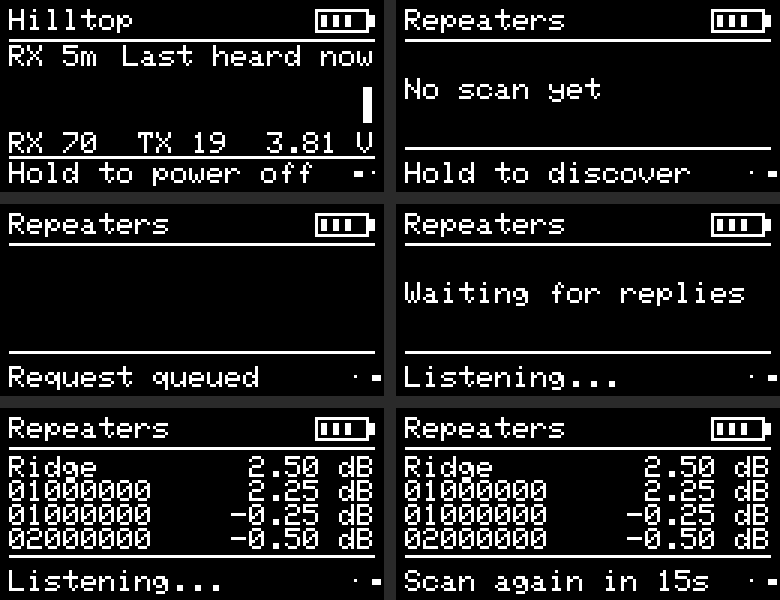 Hilltop
RX 5m Last heard now
RX 70 TX 19 3.81 V
Hold to power off
Repeaters
No scan yet
Hold to discover
Repeaters
Request queued
Repeaters
Waiting for replies
Listening...
Repeaters
Ridge 2.50 dB
01000000 2.25 dB
01000000 -0.25 dB
02000000 -0.50 dB
Listening...
Repeaters
Ridge 2.50 dB
01000000 2.25 dB
01000000 -0.25 dB
02000000 -0.50 dB
Scan again in 15s